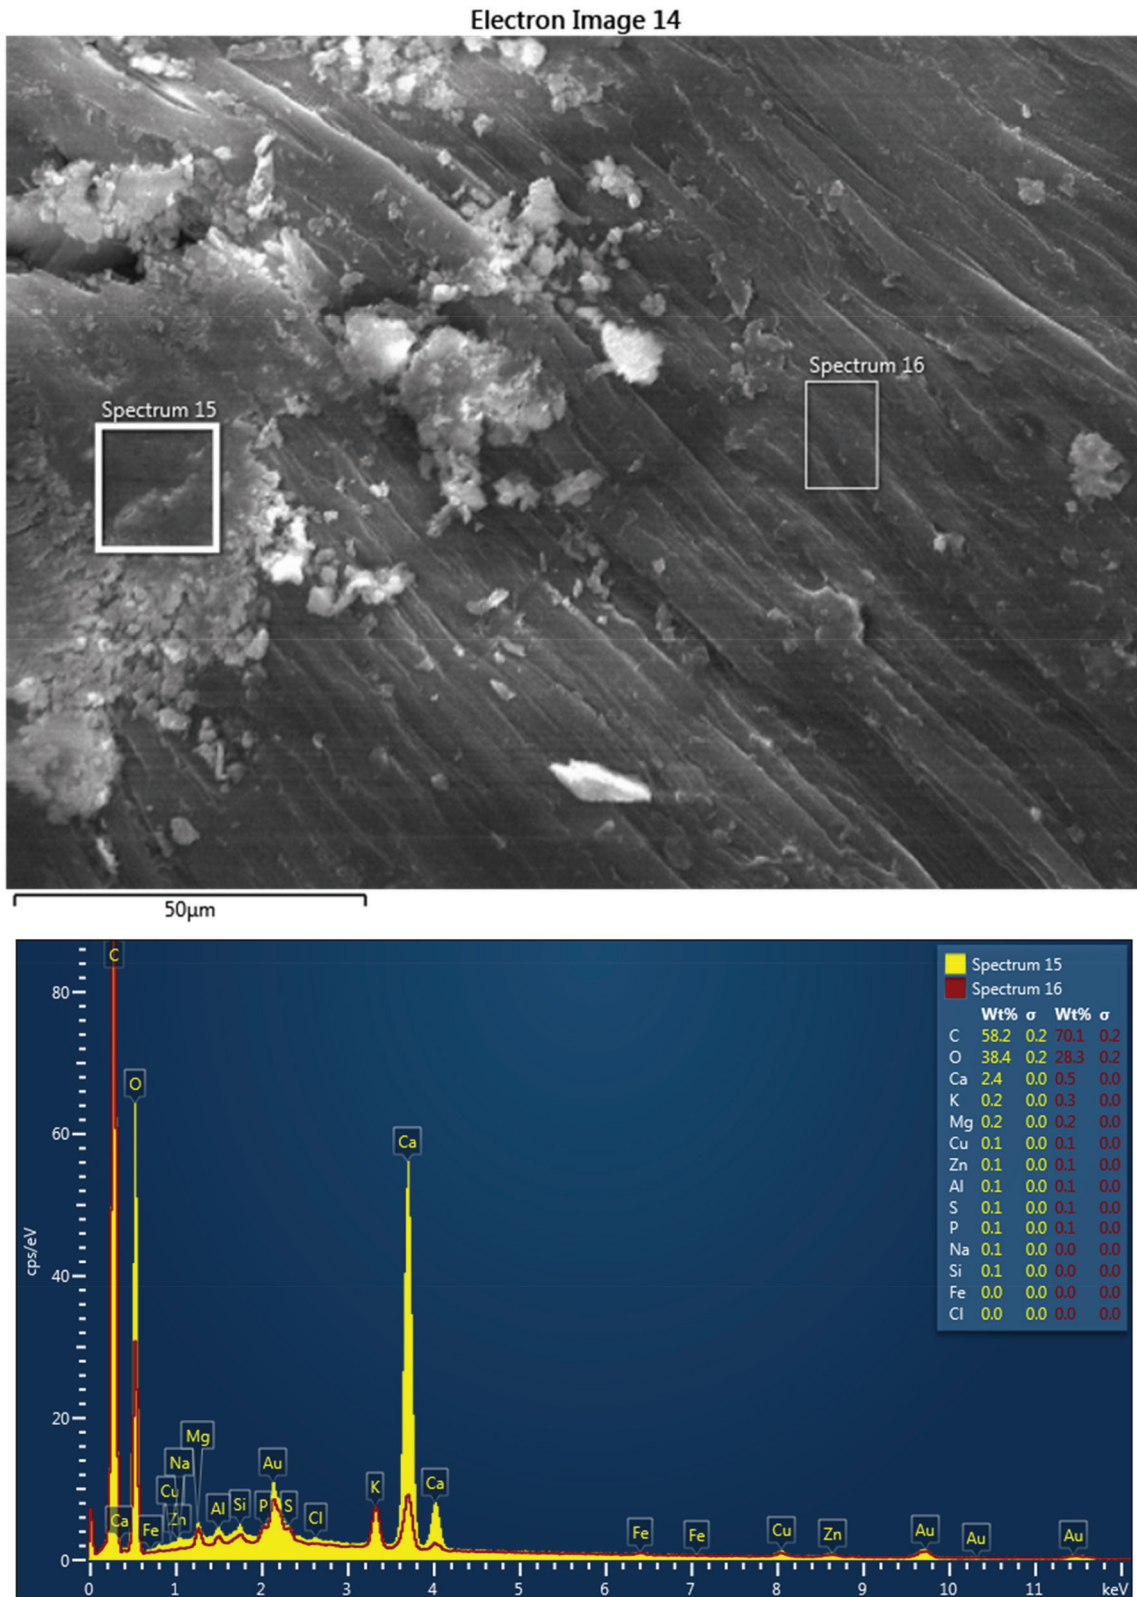 Electron Image 14
Spectrum 16
Spectrum 15
50µm
C
Spectrum 15
Spectrum 16
Wt% σ Wt% σ
C 58.2 0.2 70.1 0.2
O 38.4 0.2 28.3 0.2
Ca 2.4 0.0 0.5 0.0
K 0.2 0.0 0.3 0.0
Mg 0.2 0.0 0.2 0.0
Cu 0.1 0.0 0.1 0.0
Zn 0.1 0.0 0.1 0.0
Al 0.1 0.0 0.1 0.0
S 0.1 0.0 0.1 0.0
P 0.1 0.0 0.1 0.0
Na 0.1 0.0 0.0 0.0
Si 0.1 0.0 0.0 0.0
Fe 0.0 0.0 0.0 0.0
Cl 0.0 0.0 0.0 0.0
80
O
60
Ca
cps/eV
40
20
Mg
Na
Au
Cu
K
Ca
Ca Fe Zn Al Si P S Cl
Fe Fe Cu Zn Au Au Au
0
0 1 2 3 4 5 6 7 8 9 10 11 keV